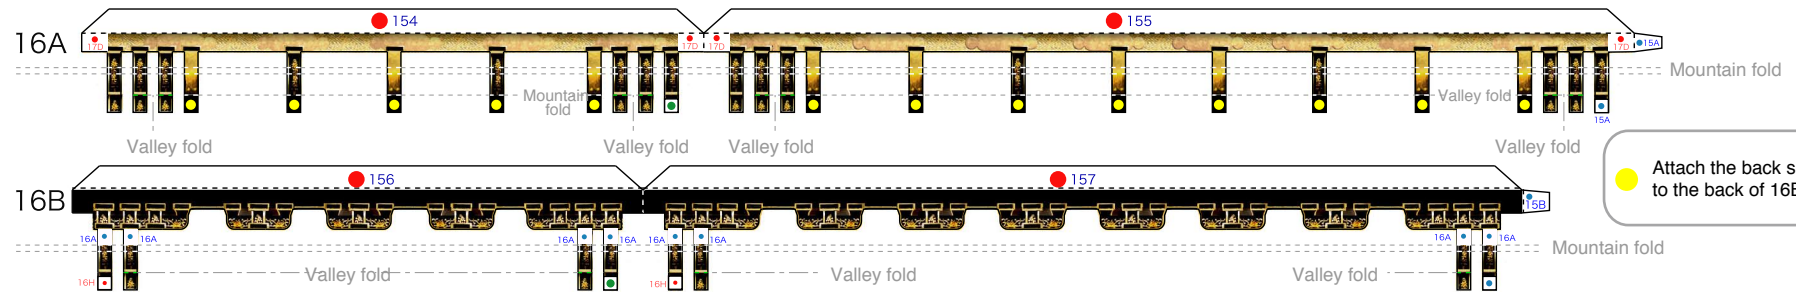 154
155
16A
17D
17D
17D
17D
15A
Mountain fold
Mountain
fold
Valley fold
15A
Valley fold
Valley fold
Valley fold
Valley fold
Attach the back s
to the back of 16B
156
157
16B
15B
16A
16A
16A
16A
16A
16A
16A
16A
Mountain fold
16H
Valley fold
16H
Valley fold
Valley fold